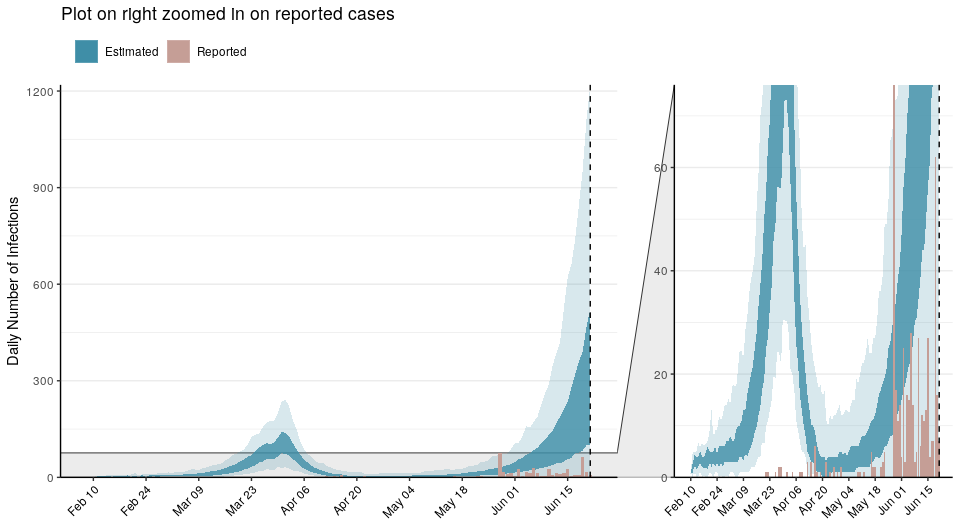 Plot on right zoomed in on reported cases
Estimated Reported
Daily Number of Infections
1200
900
600
300
0
Feb 10 Feb 24 Mar 09 Mar 23 Apr 06 Apr 20 May 04 May 18 Jun 01 Jun 15
60
40
20
0
Feb 10 Feb 24 Mar 09 Mar 23 Apr 06 Apr 20 May 04 May 18 Jun 01 Jun 15